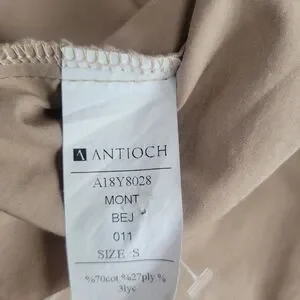 ANTIOCH
A18Y8028
MONT
BEJ
011
SIZE :S
%70cot %27ply %
3lyc